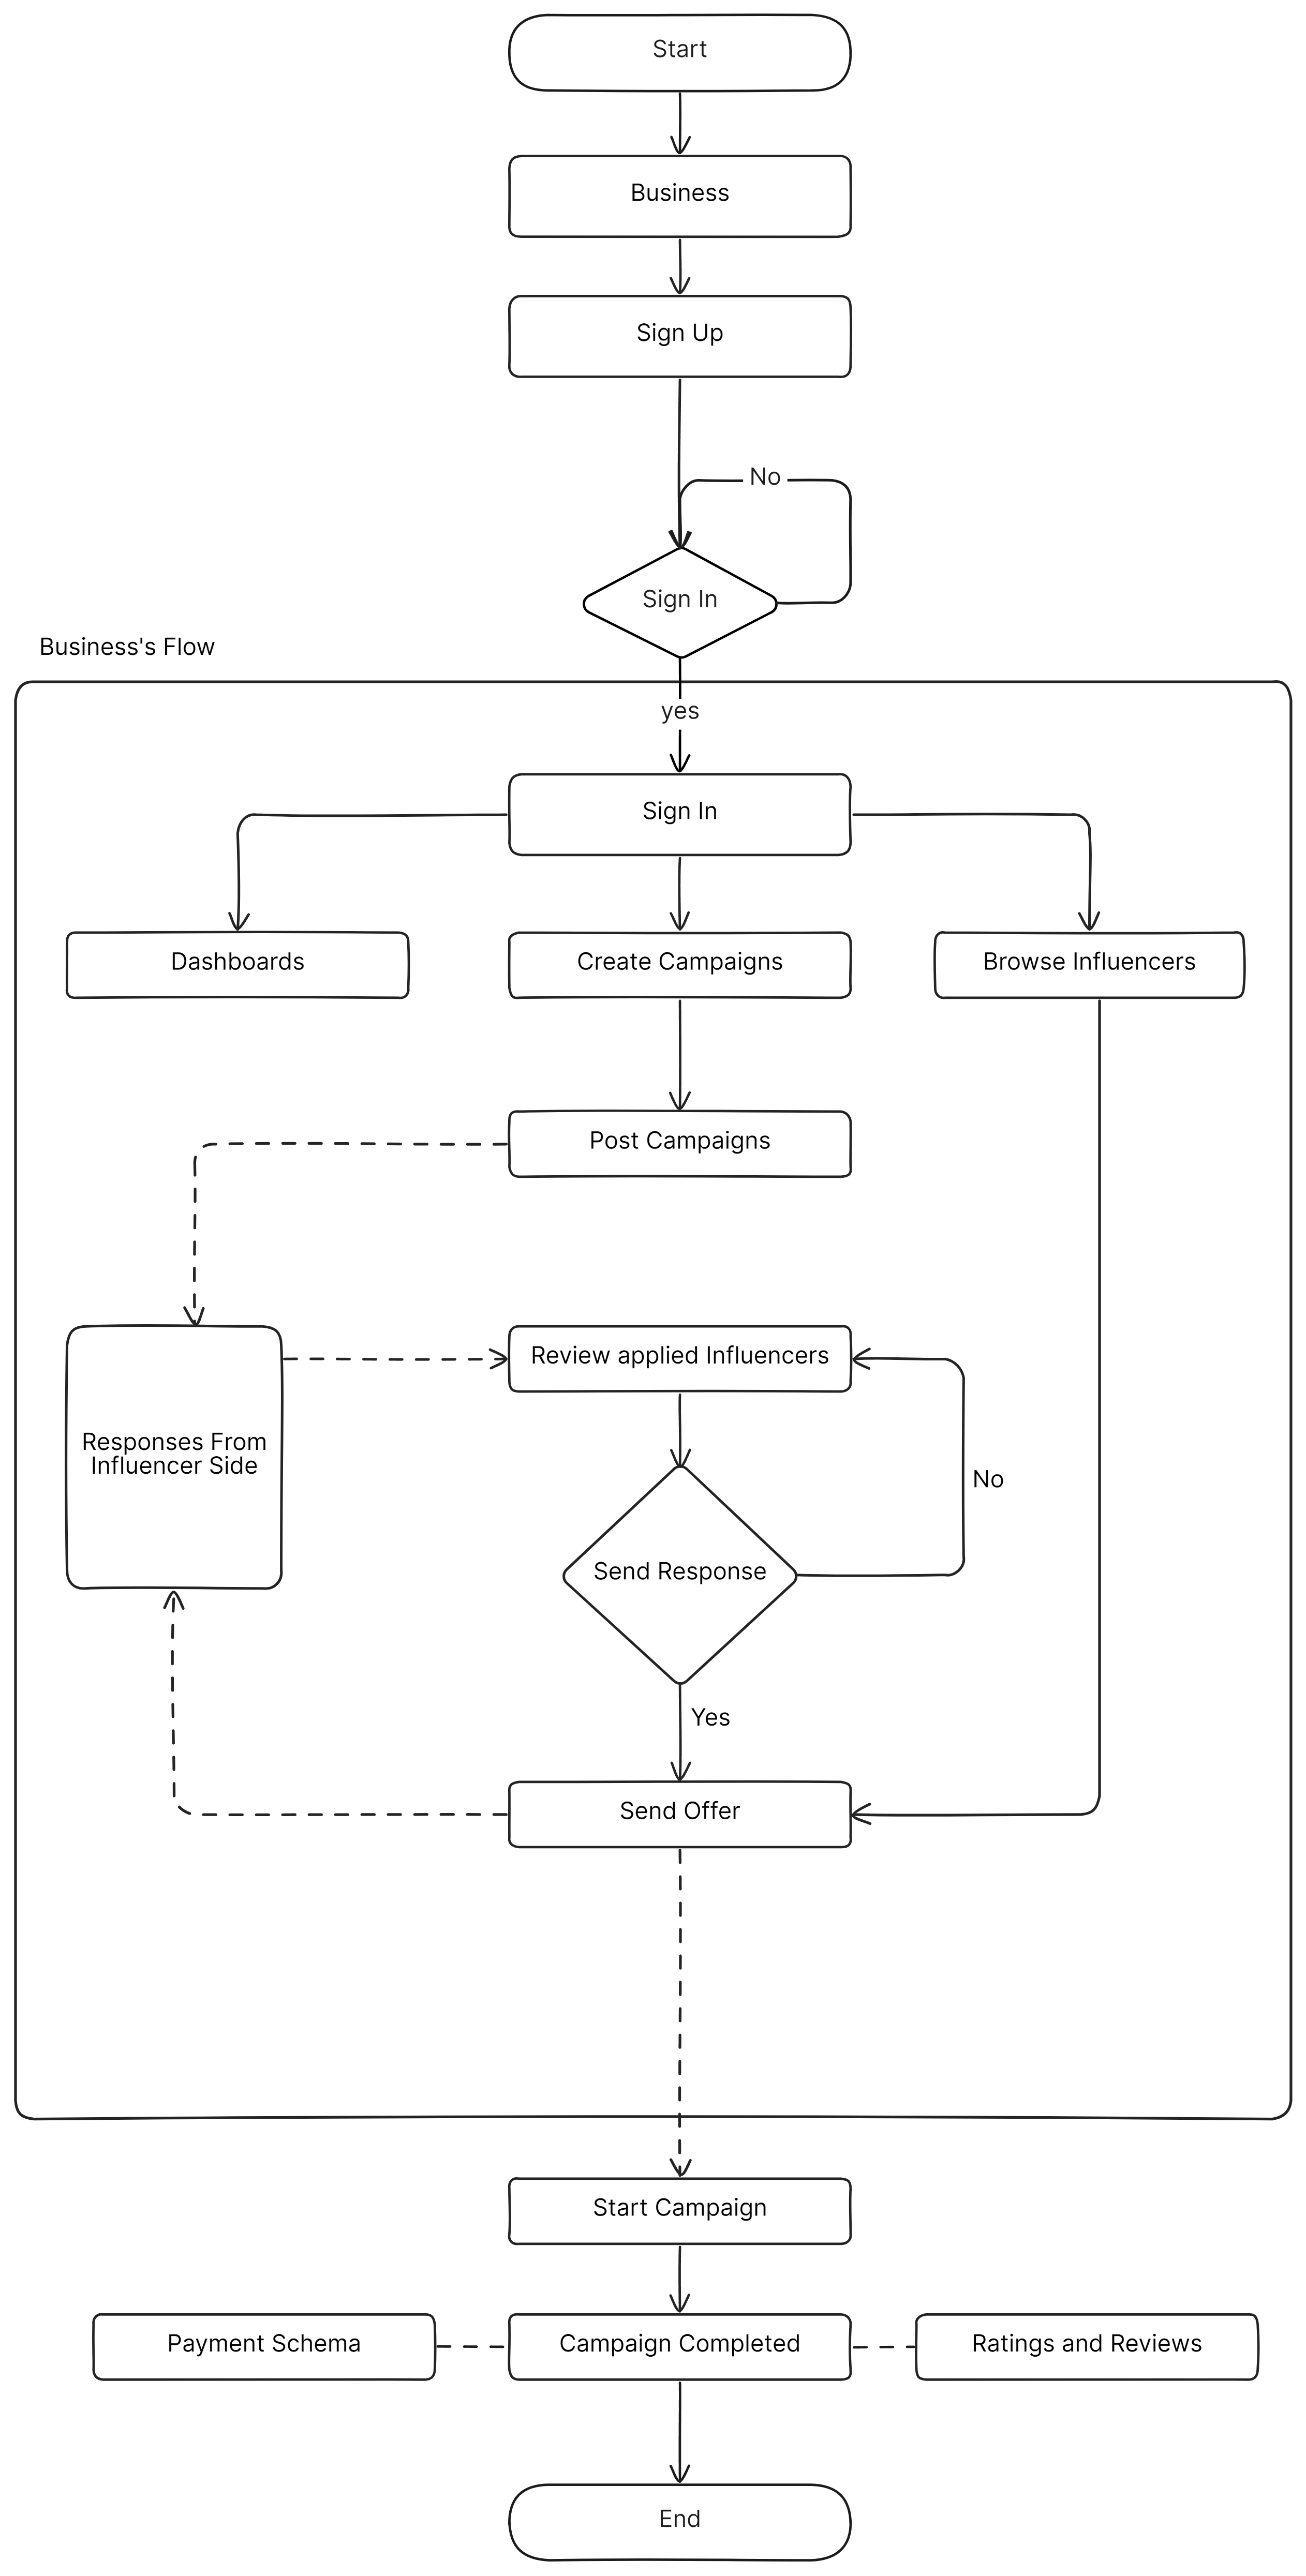 Start
Business
Sign Up
No
Sign In
Business's Flow
yes
Sign In
Dashboards
Create Campaigns
Browse Influencers
Post Campaigns
Review applied Influencers
Responses From
Influencer Side
No
Send Response
Yes
Send Offer
Start Campaign
Payment Schema
Campaign Completed
Ratings and Reviews
End